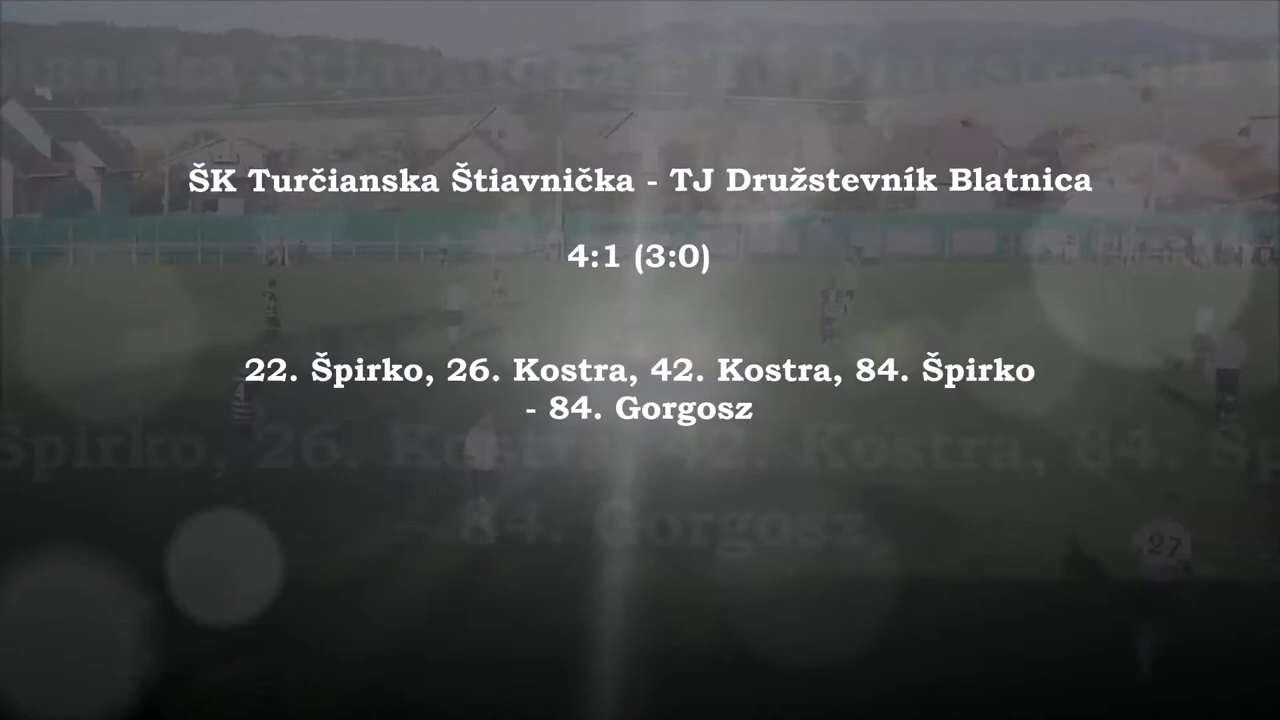 ŠK Turčianska Štiavnička - TJ Družstevník Blatnica
4:1 (3:0)
22. Špirko, 26. Kostra, 42. Kostra, 84. Špirko
- 84. Gorgosz
27